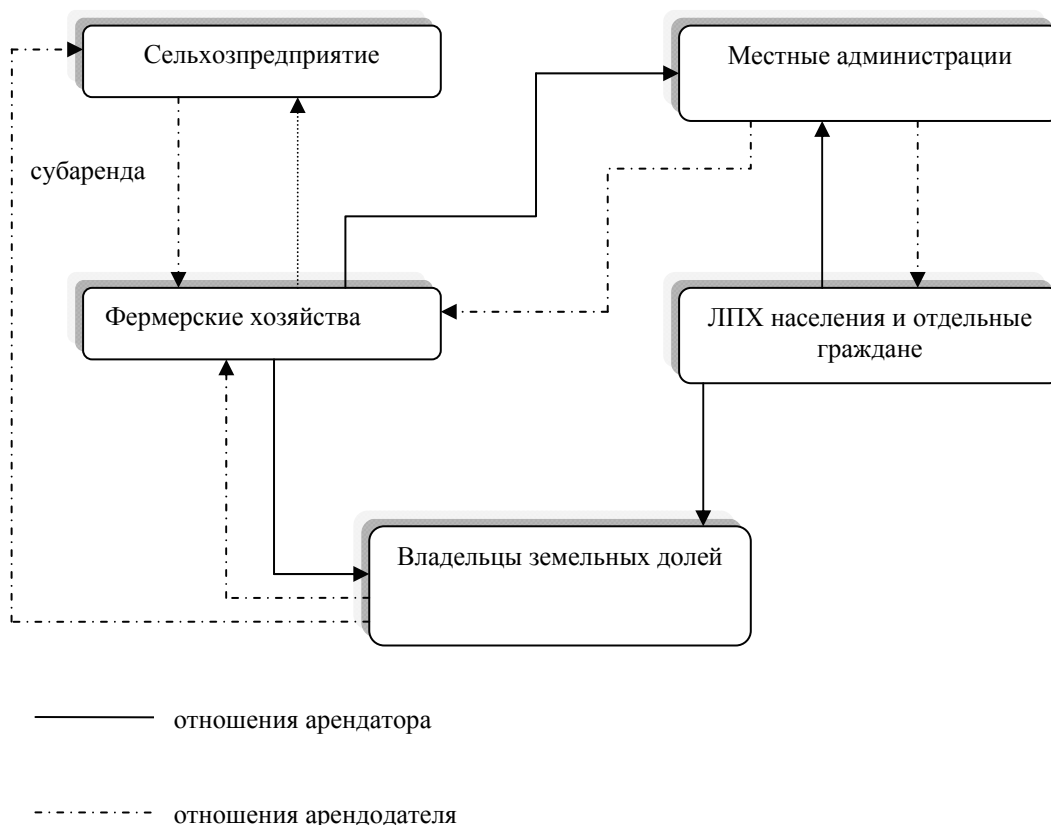 Сельхозпредприятие
Местные администрации
субаренда
Фермерские хозяйства
ЛПХ населения и отдельные
граждане
Владельцы земельных долей
отношения арендатора
отношения арендодателя